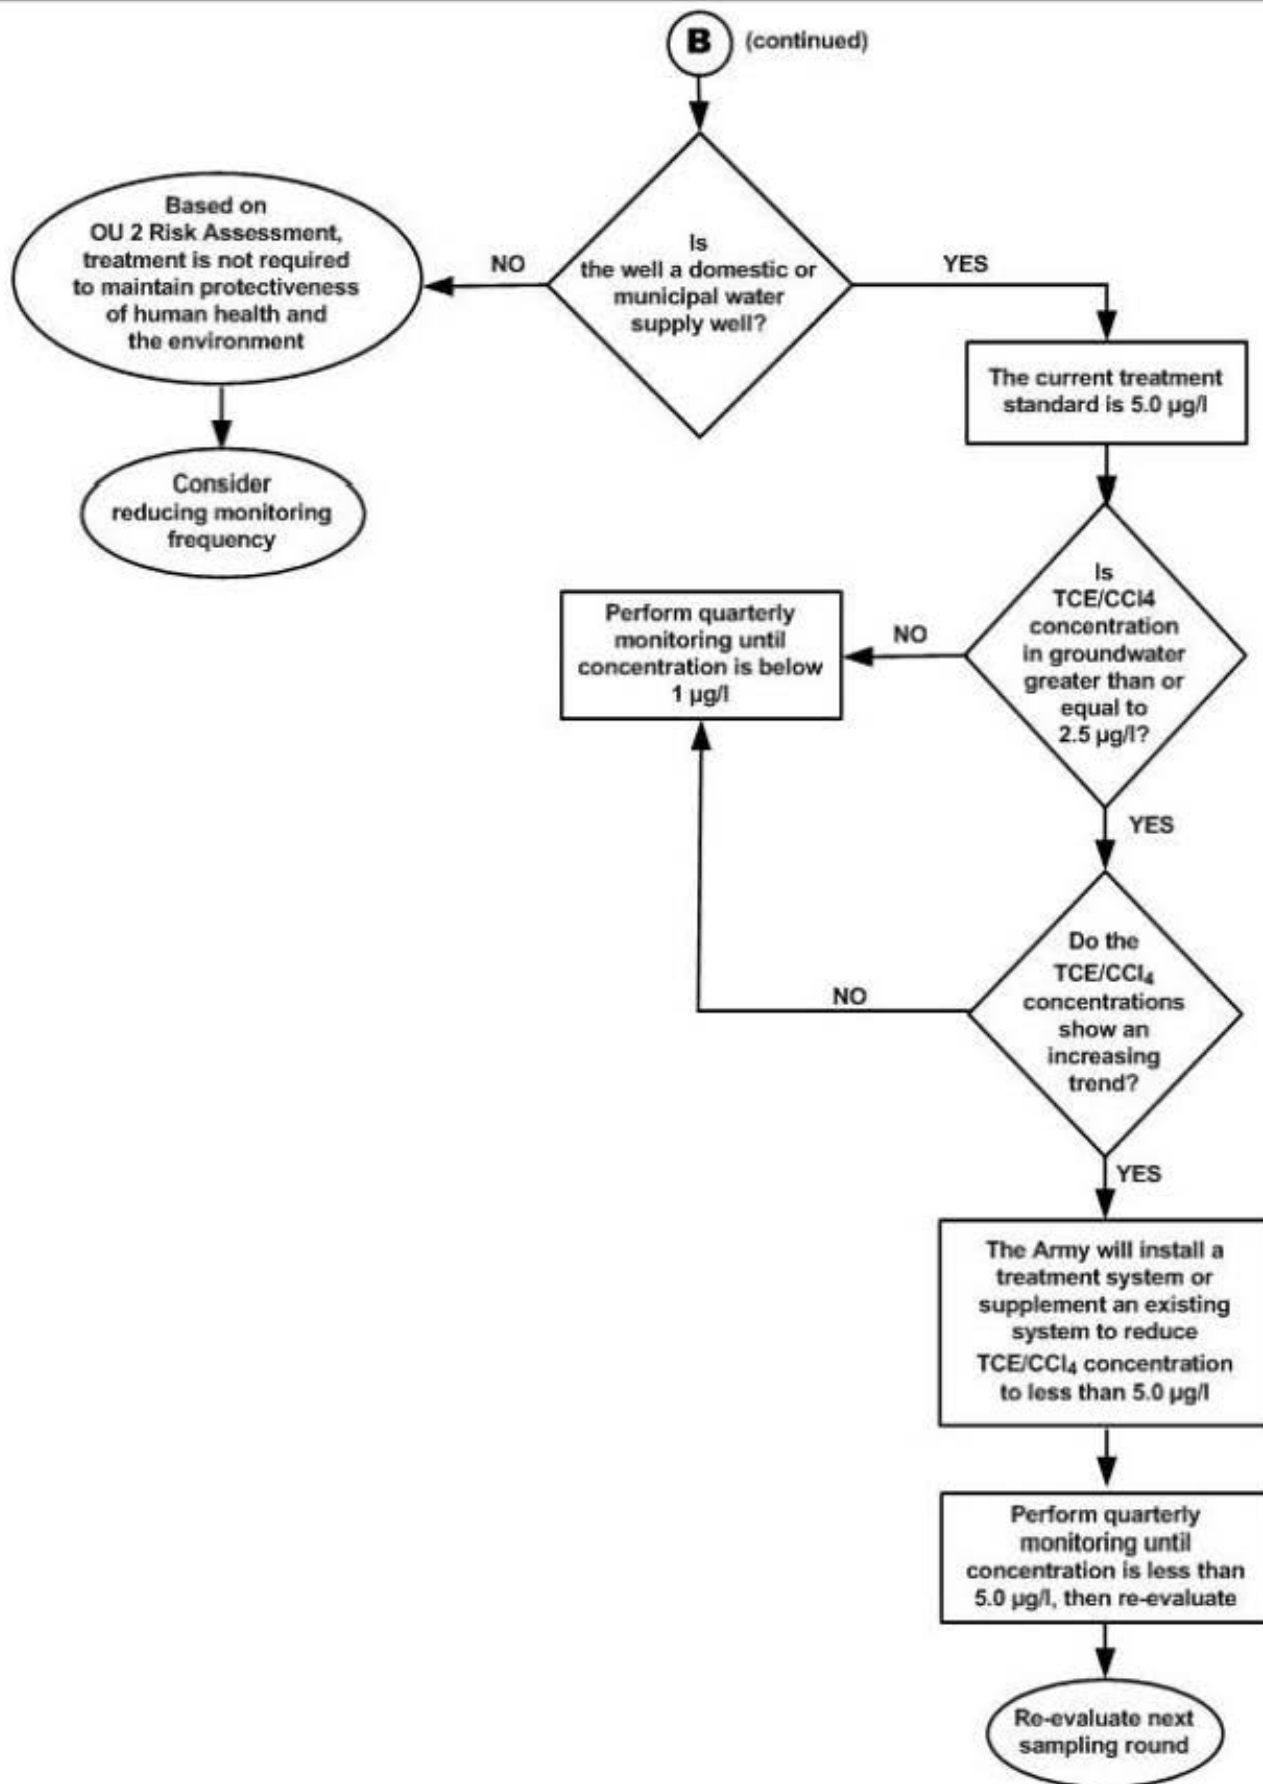 B (continued)
Is
the well a domestic or
municipal water
supply well?
NO
YES
Based on
OU 2 Risk Assessment,
treatment is not required
to maintain protectiveness
of human health and
the environment
Consider
reducing monitoring
frequency
The current treatment
standard is 5.0 µg/l
Is
TCE/CCl4
concentration
in groundwater
greater than or
equal to
2.5 µg/l?
NO
Perform quarterly
monitoring until
concentration is below
1 µg/l
YES
Do the
TCE/CCl₄
concentrations
show an
increasing
trend?
NO
YES
The Army will install a
treatment system or
supplement an existing
system to reduce
TCE/CCl₄ concentration
to less than 5.0 µg/l
Perform quarterly
monitoring until
concentration is less than
5.0 µg/l, then re-evaluate
Re-evaluate next
sampling round